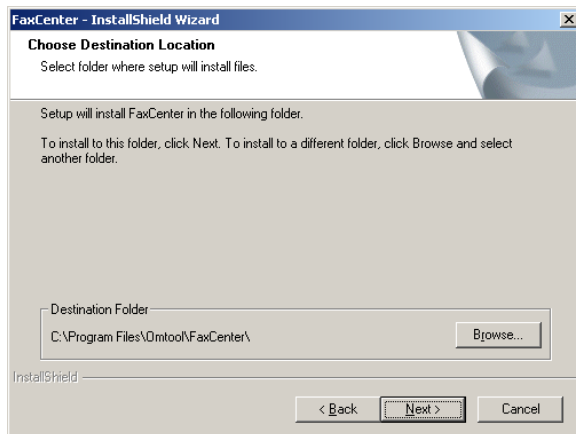 FaxCenter - InstallShield Wizard
Choose Destination Location
Select folder where setup will install files.
Setup will install FaxCenter in the following folder.
To install to this folder, click Next. To install to a different folder, click Browse and select
another folder.
Destination Folder
C:\Program Files\Omtool\FaxCenter\
Browse...
InstallShield
< Back
Next >
Cancel